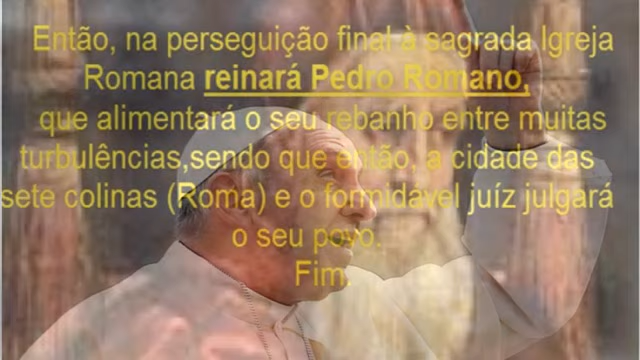 Então, na perseguição final à sagrada Igreja
Romana reinará Pedro Romano,
que alimentará o seu rebanho entre muitas
turbulências,sendo que então, a cidade das
sete colinas (Roma) e o formidável juíz julgará
o seu povo.
Fim.